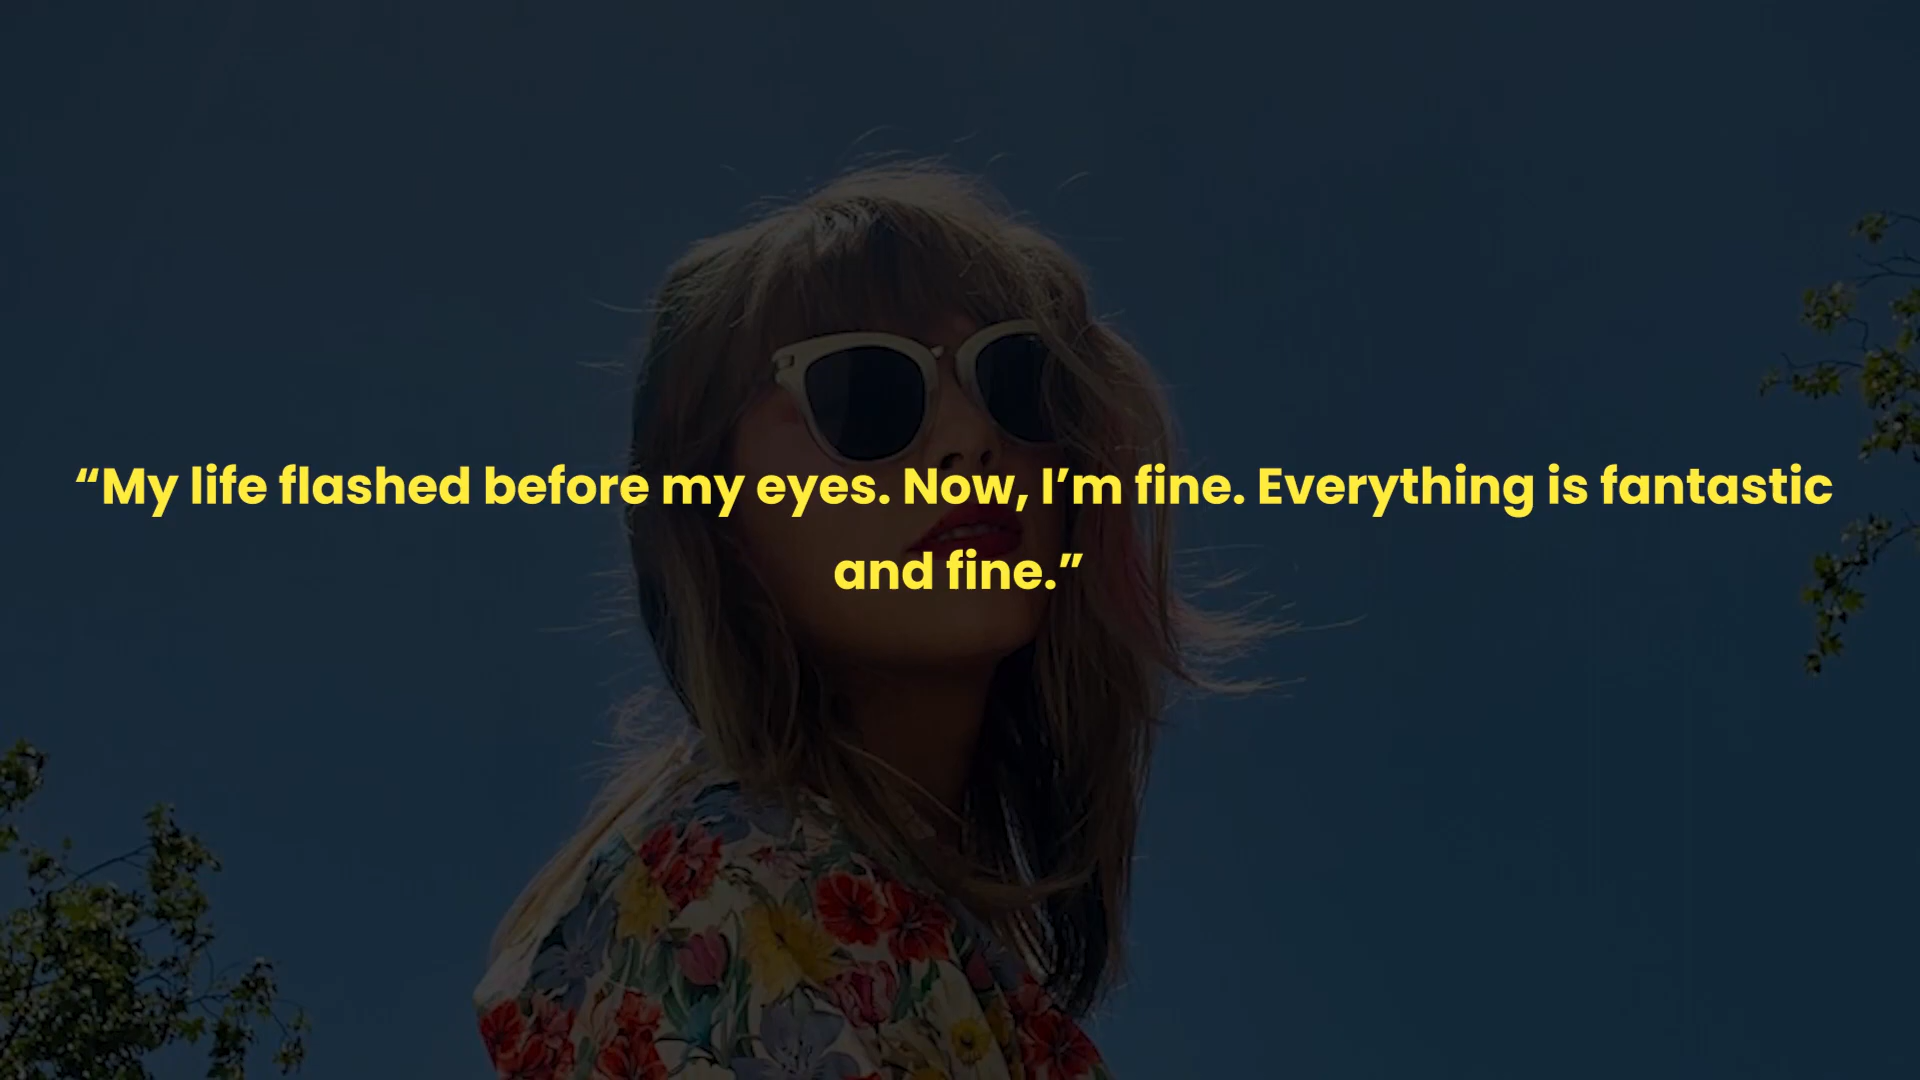 “My life flashed before my eyes. Now, I’m fine. Everything is fantastic
and fine.”